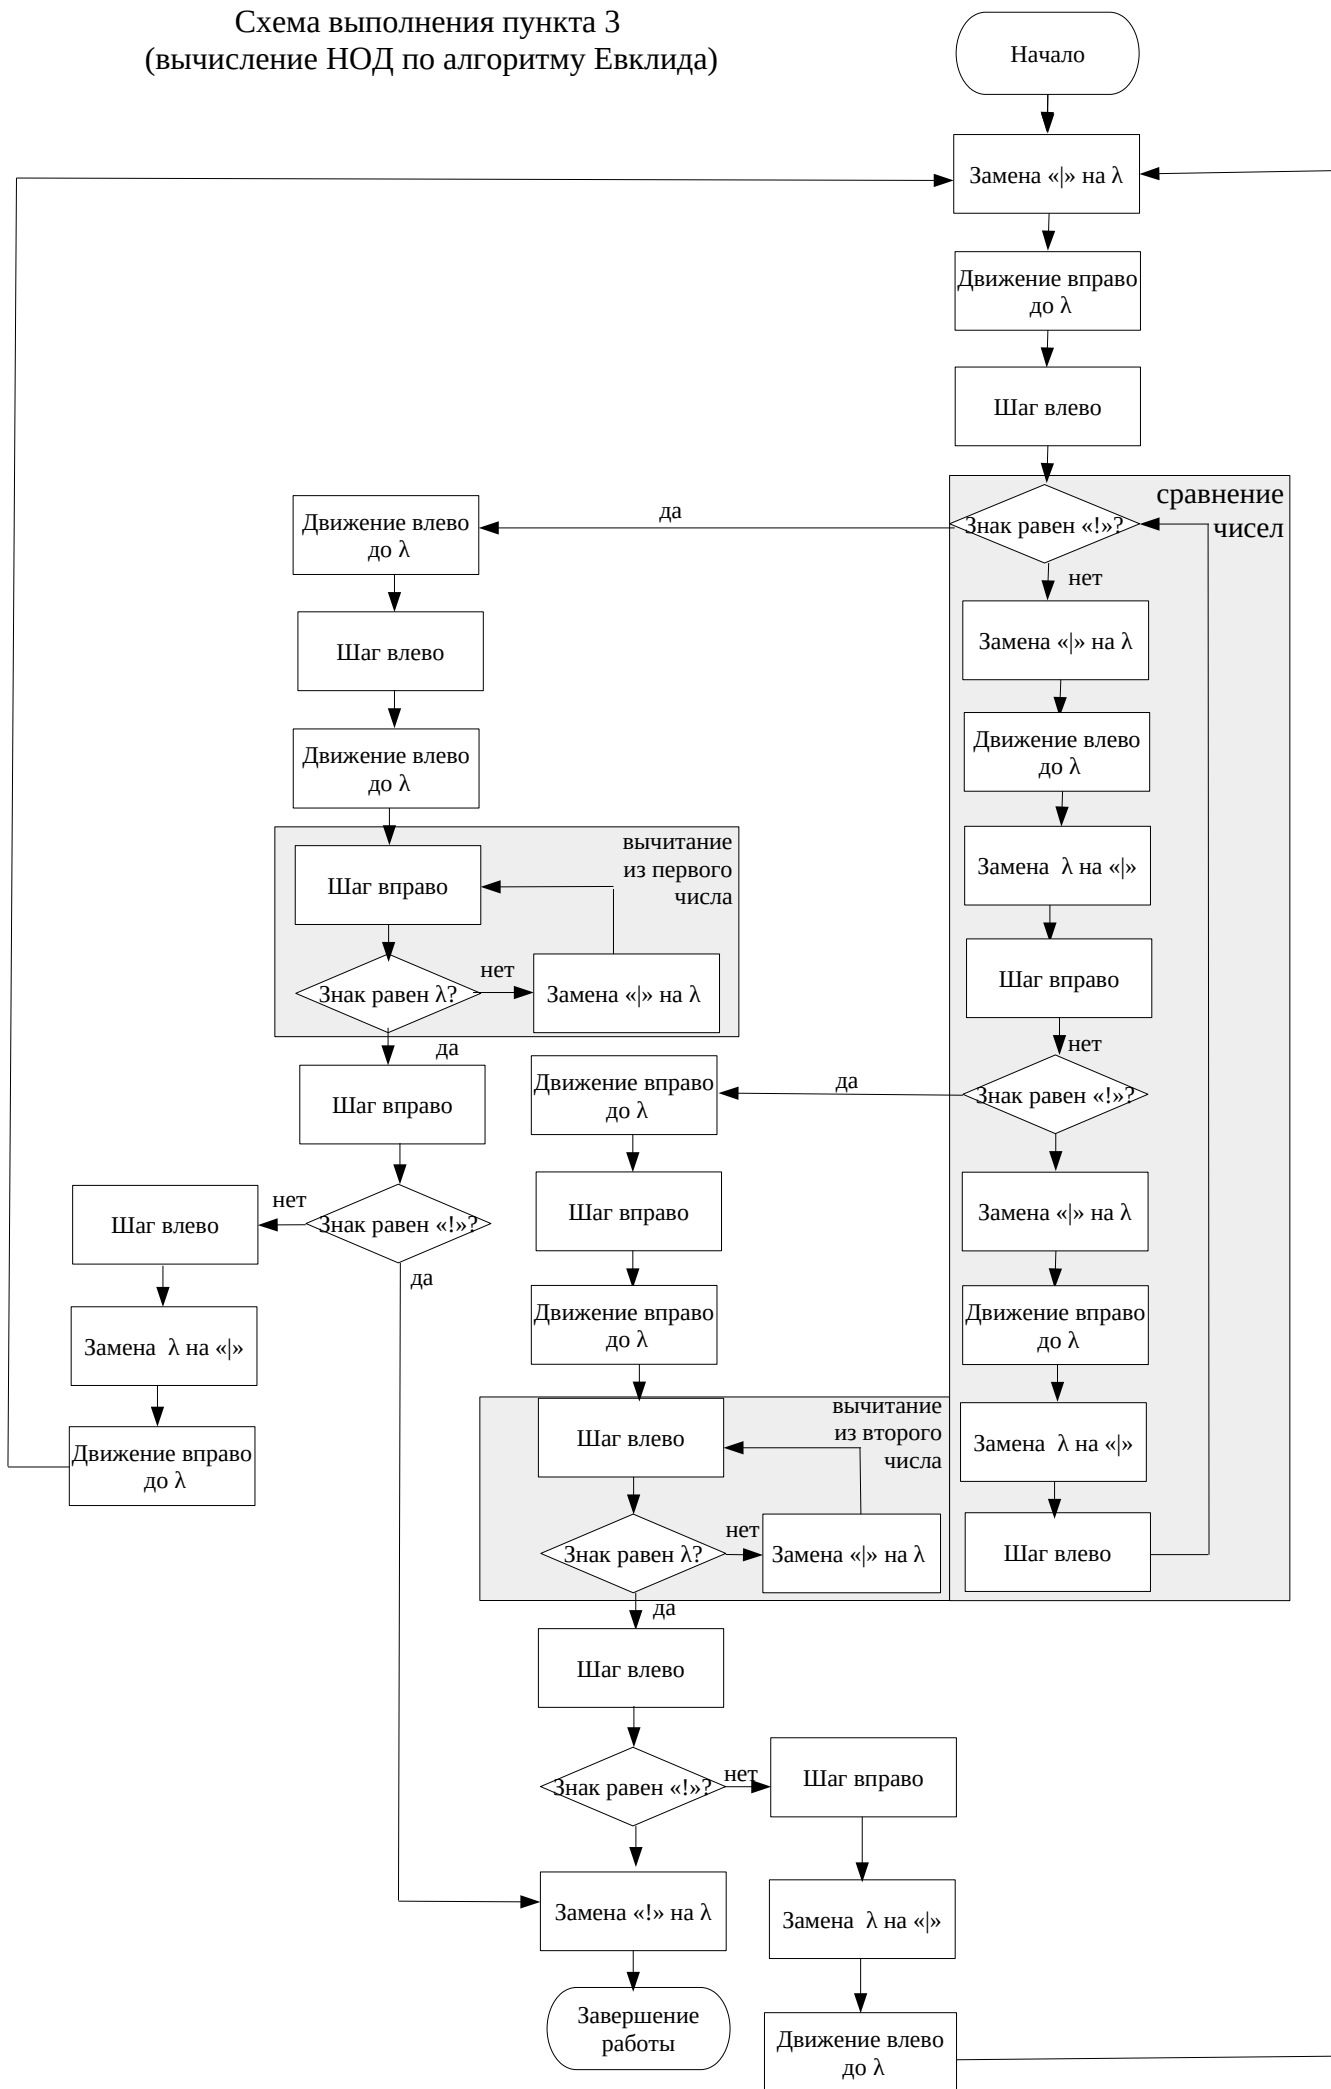 Схема выполнения пункта 3
(вычисление НОД по алгоритму Евклида)
Начало
Замена «|» на λ
Движение вправо
до λ
Шаг влево
сравнение
чисел
Знак равен «!»?
да
нет
Движение влево
до λ
Замена «|» на λ
Шаг влево
Движение влево
до λ
Движение влево
до λ
Замена λ на «|»
вычитание
из первого
числа
Шаг вправо
Шаг вправо
Знак равен λ?
нет
Замена «|» на λ
да
нет
Шаг вправо
Движение вправо
до λ
да
Знак равен «!»?
Шаг влево
нет
Знак равен «!»?
да
Шаг вправо
Замена «|» на λ
Замена λ на «|»
Движение вправо
до λ
Движение вправо
до λ
Движение вправо
до λ
вычитание
из второго
числа
Шаг влево
Замена λ на «|»
Знак равен λ?
нет
Замена «|» на λ
Шаг влево
да
Шаг влево
Знак равен «!»?
нет
Шаг вправо
Замена «!» на λ
Замена λ на «|»
Завершение
работы
Движение влево
до λ